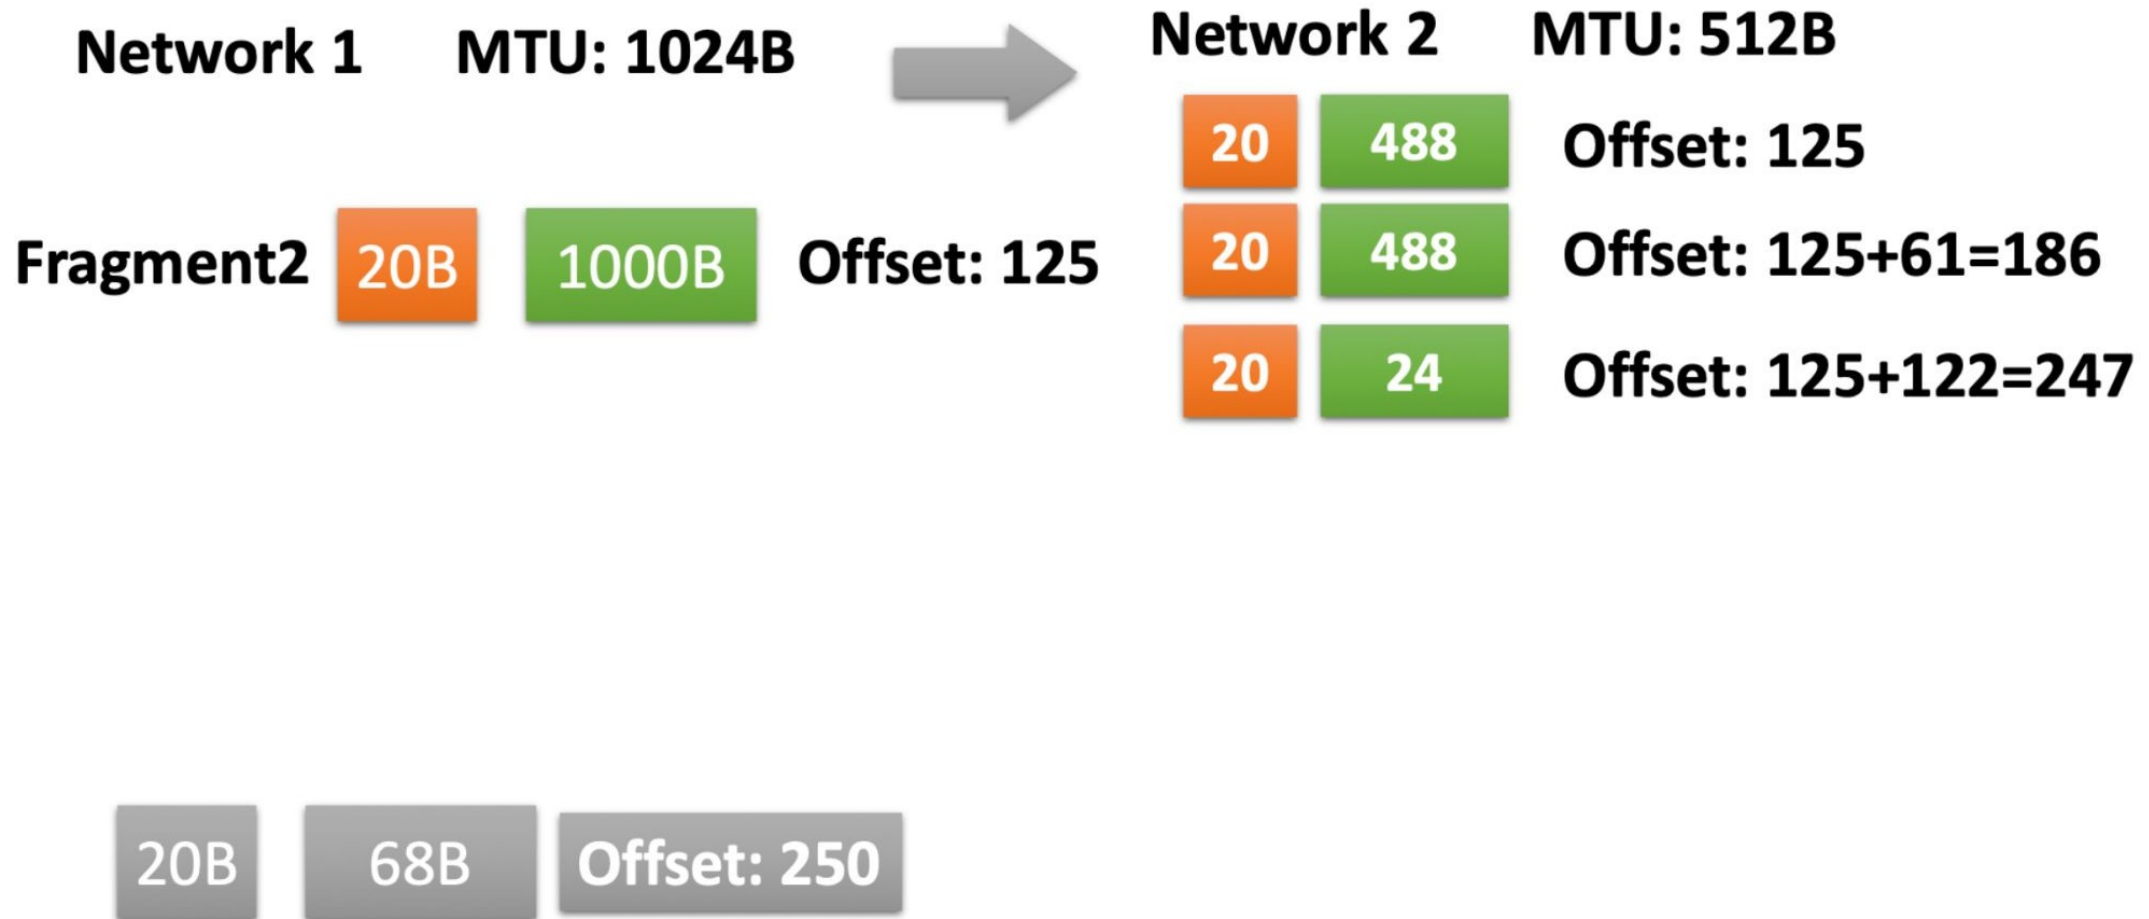 Network 1 MTU: 1024B
Network 2 MTU: 512B
20 488 Offset: 125
Fragment2 20B 1000B Offset: 125
20 488 Offset: 125+61=186
20 24 Offset: 125+122=247
20B 68B Offset: 250